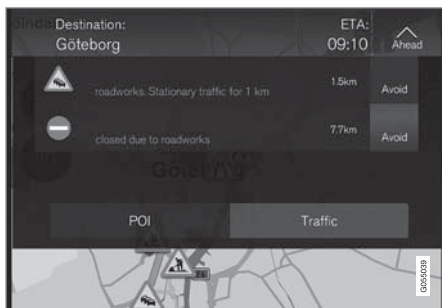 Destination: ETA:
Göteborg 09:10 Ahead
roadworks. Stationary traffic for 1 km 1.5km Avoid
closed due to roadworks 7.7km Avoid
POI Traffic
G055039